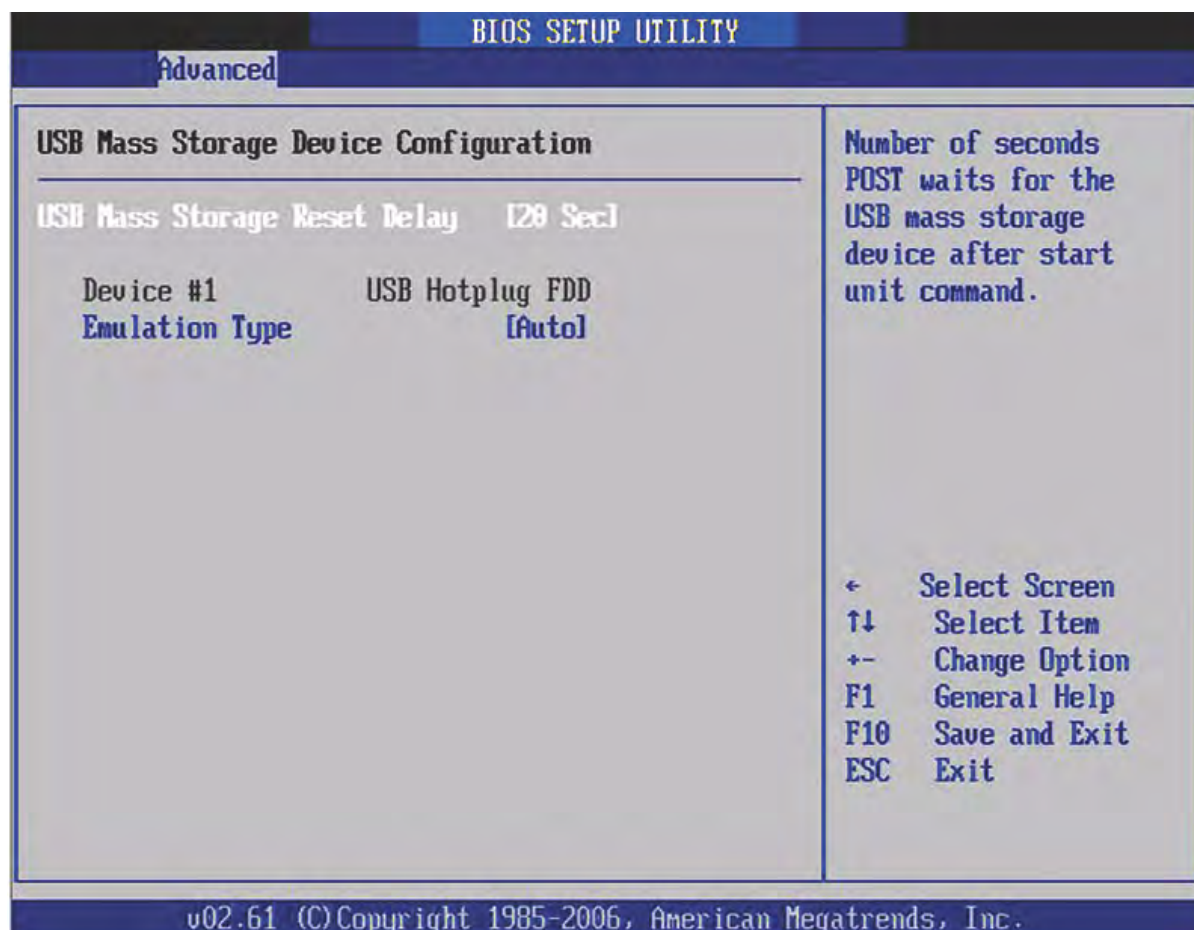 BIOS SETUP UTILITY
Advanced
USB Mass Storage Device Configuration
USB Mass Storage Reset Delay [20 Sec]
Device #1 USB Hotplug FDD
Emulation Type [Auto]
Number of seconds
POST waits for the
USB mass storage
device after start
unit command.
← Select Screen
↑↓ Select Item
+- Change Option
F1 General Help
F10 Save and Exit
ESC Exit
v02.61 (C)Copyright 1985-2006, American Megatrends, Inc.